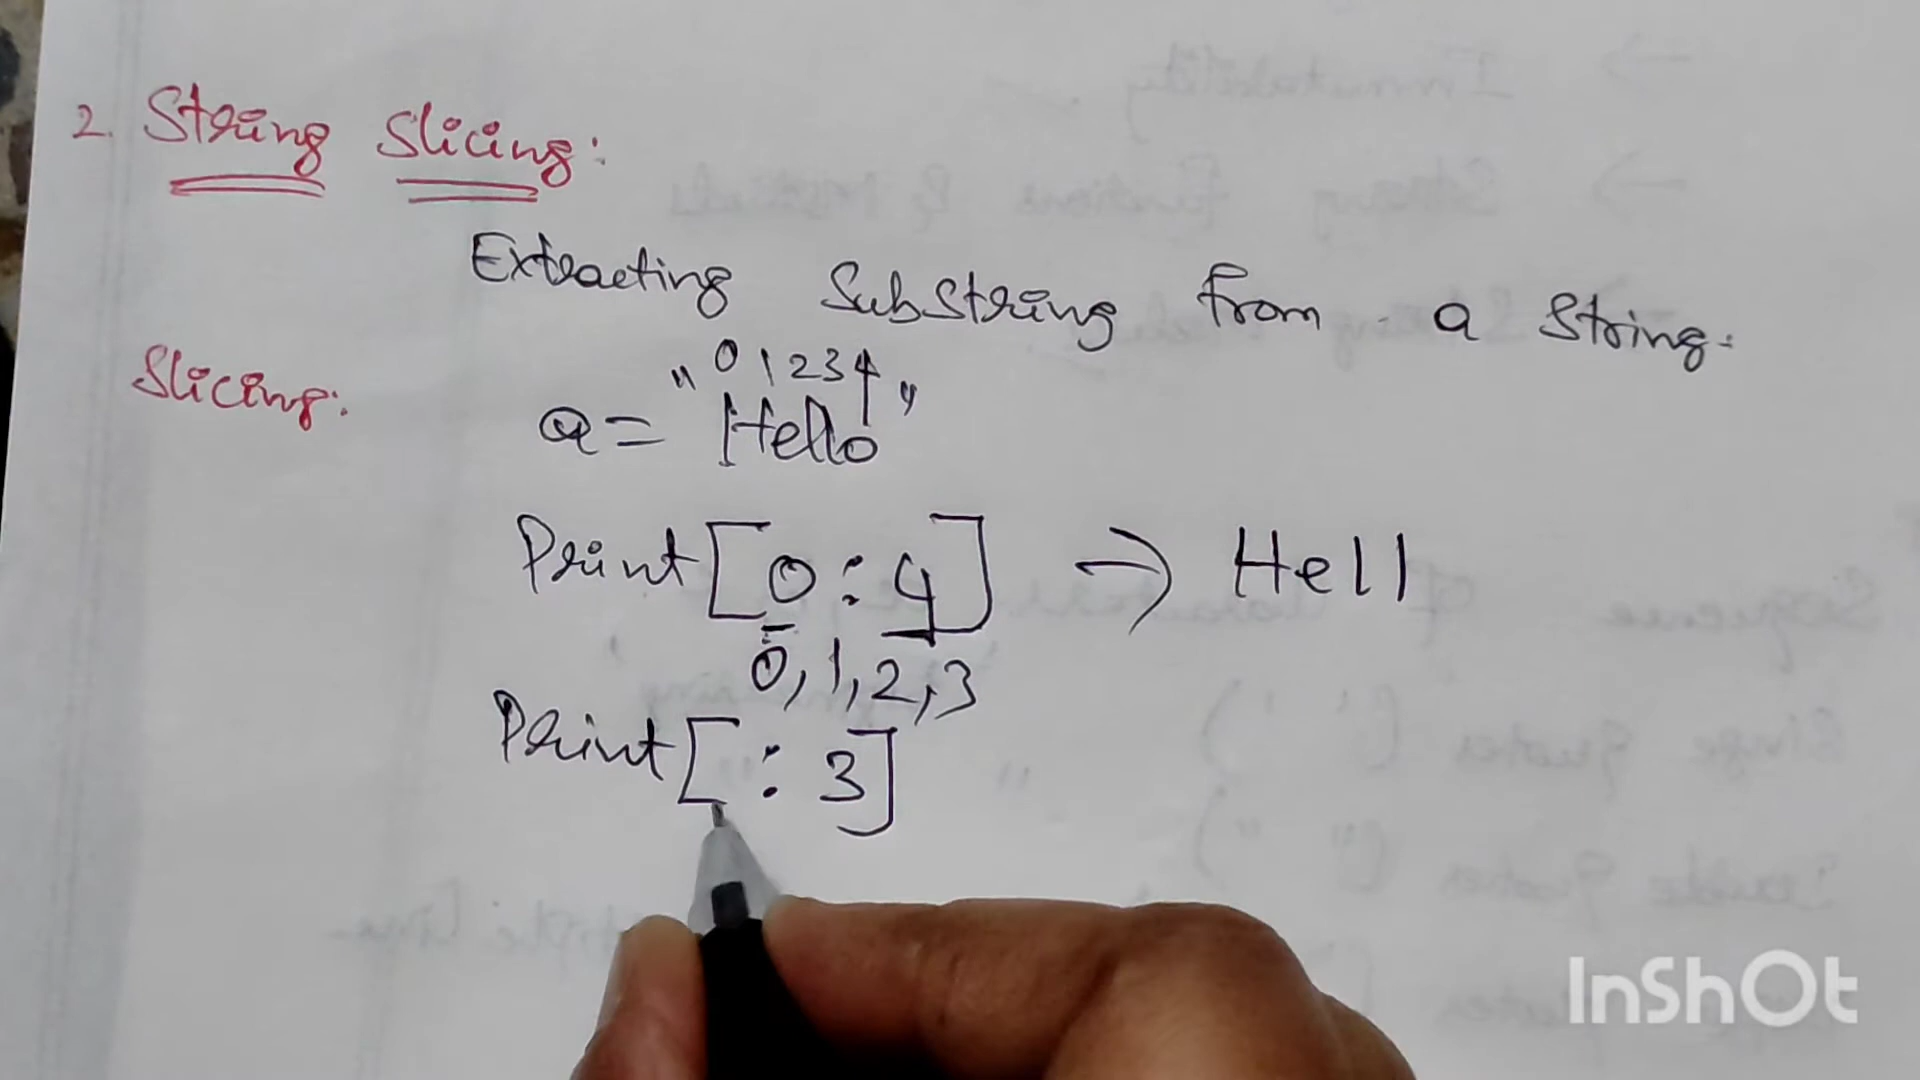 2. String Slicing:
Extracting Substring from a String.
Slicing:
" 0 1 2 3 4 "
a = Hello
Print[0:4] → Hell
0, 1, 2, 3
Print[ : 3]
InShOt